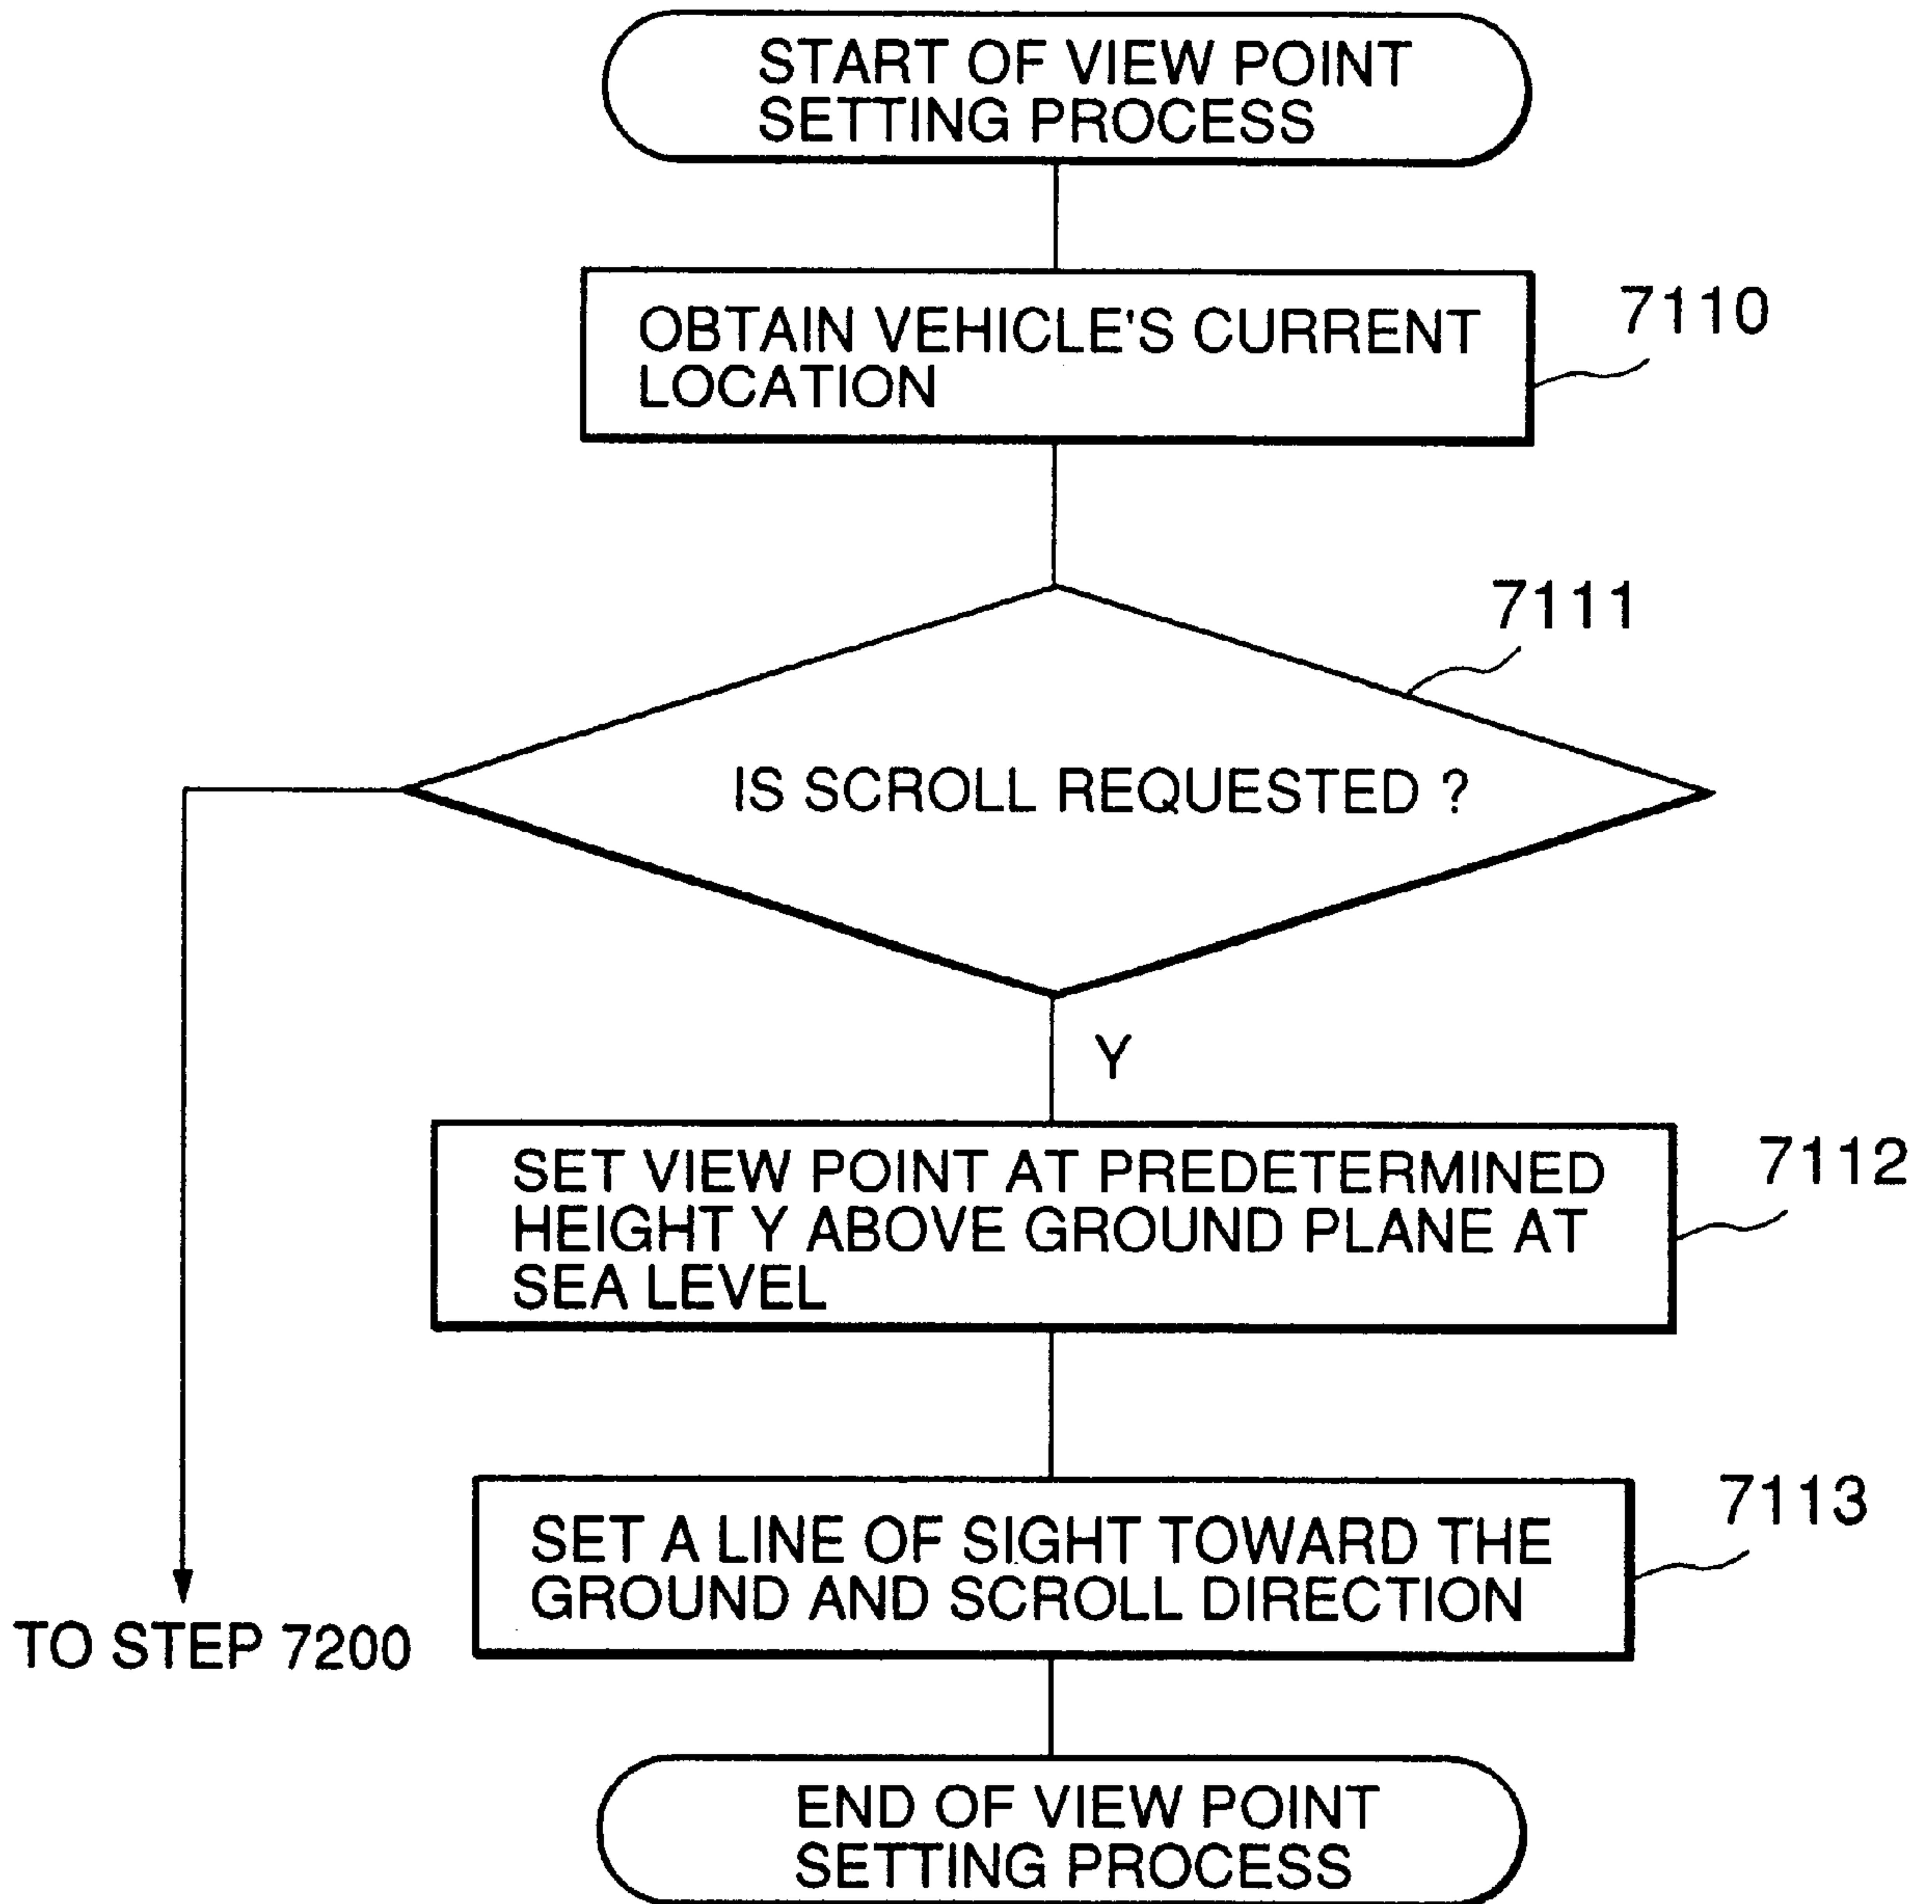 START OF VIEW POINT
SETTING PROCESS
OBTAIN VEHICLE'S CURRENT
LOCATION
7110
7111
IS SCROLL REQUESTED ?
Y
SET VIEW POINT AT PREDETERMINED
HEIGHT Y ABOVE GROUND PLANE AT
SEA LEVEL
7112
SET A LINE OF SIGHT TOWARD THE
GROUND AND SCROLL DIRECTION
7113
TO STEP 7200
END OF VIEW POINT
SETTING PROCESS